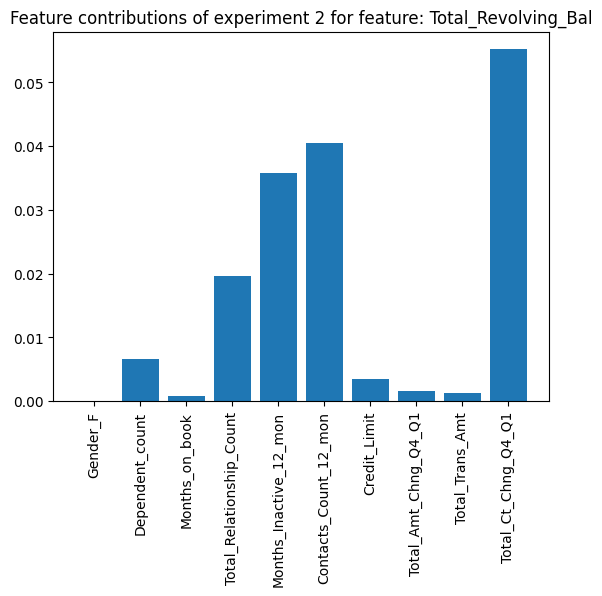 Feature contributions of experiment 2 for feature: Total_Revolving_Bal
0.05
0.04
0.03
0.02
0.01
0.00
Gender_F
Dependent_count
Months_on_book
Total_Relationship_Count
Months_Inactive_12_mon
Contacts_Count_12_mon
Credit_Limit
Total_Amt_Chng_Q4_Q1
Total_Trans_Amt
Total_Ct_Chng_Q4_Q1